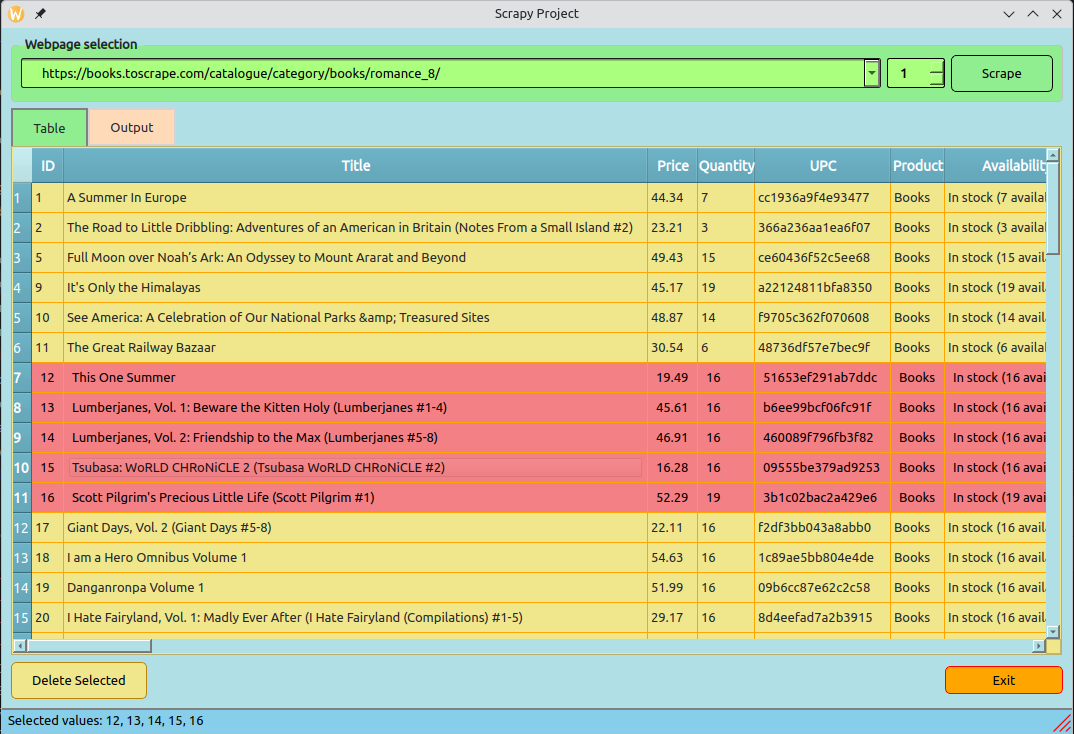 Scrapy Project
Webpage selection
https://books.toscrape.com/catalogue/category/books/romance_8/ 1 Scrape
Table Output
ID Title Price Quantity UPC Product Availability
1 1 A Summer In Europe 44.34 7 cc1936a9f4e93477 Books In stock (7 availal
2 2 The Road to Little Dribbling: Adventures of an American in Britain (Notes From a Small Island #2) 23.21 3 366a236aa1ea6f07 Books In stock (3 availal
3 5 Full Moon over Noah’s Ark: An Odyssey to Mount Ararat and Beyond 49.43 15 ce60436f52c5ee68 Books In stock (15 avail
4 9 It's Only the Himalayas 45.17 19 a22124811bfa8350 Books In stock (19 avail
5 10 See America: A Celebration of Our National Parks &amp; Treasured Sites 48.87 14 f9705c362f070608 Books In stock (14 avail
6 11 The Great Railway Bazaar 30.54 6 48736df57e7bec9f Books In stock (6 availal
7 12 This One Summer 19.49 16 51653ef291ab7ddc Books In stock (16 avai
8 13 Lumberjanes, Vol. 1: Beware the Kitten Holy (Lumberjanes #1-4) 45.61 16 b6ee99bcf06fc91f Books In stock (16 avai
9 14 Lumberjanes, Vol. 2: Friendship to the Max (Lumberjanes #5-8) 46.91 16 460089f796fb3f82 Books In stock (16 avai
10 15 Tsubasa: WoRLD CHRoNiCLE 2 (Tsubasa WoRLD CHRoNiCLE #2) 16.28 16 09555be379ad9253 Books In stock (16 avai
11 16 Scott Pilgrim's Precious Little Life (Scott Pilgrim #1) 52.29 19 3b1c02bac2a429e6 Books In stock (19 avai
12 17 Giant Days, Vol. 2 (Giant Days #5-8) 22.11 16 f2df3bb043a8abb0 Books In stock (16 avail
13 18 I am a Hero Omnibus Volume 1 54.63 16 1c89ae5bb804e4de Books In stock (16 avail
14 19 Danganronpa Volume 1 51.99 16 09b6cc87e62c2c58 Books In stock (16 avail
15 20 I Hate Fairyland, Vol. 1: Madly Ever After (I Hate Fairyland (Compilations) #1-5) 29.17 16 8d4eefad7a2b3915 Books In stock (16 avail
Delete Selected Exit
Selected values: 12, 13, 14, 15, 16